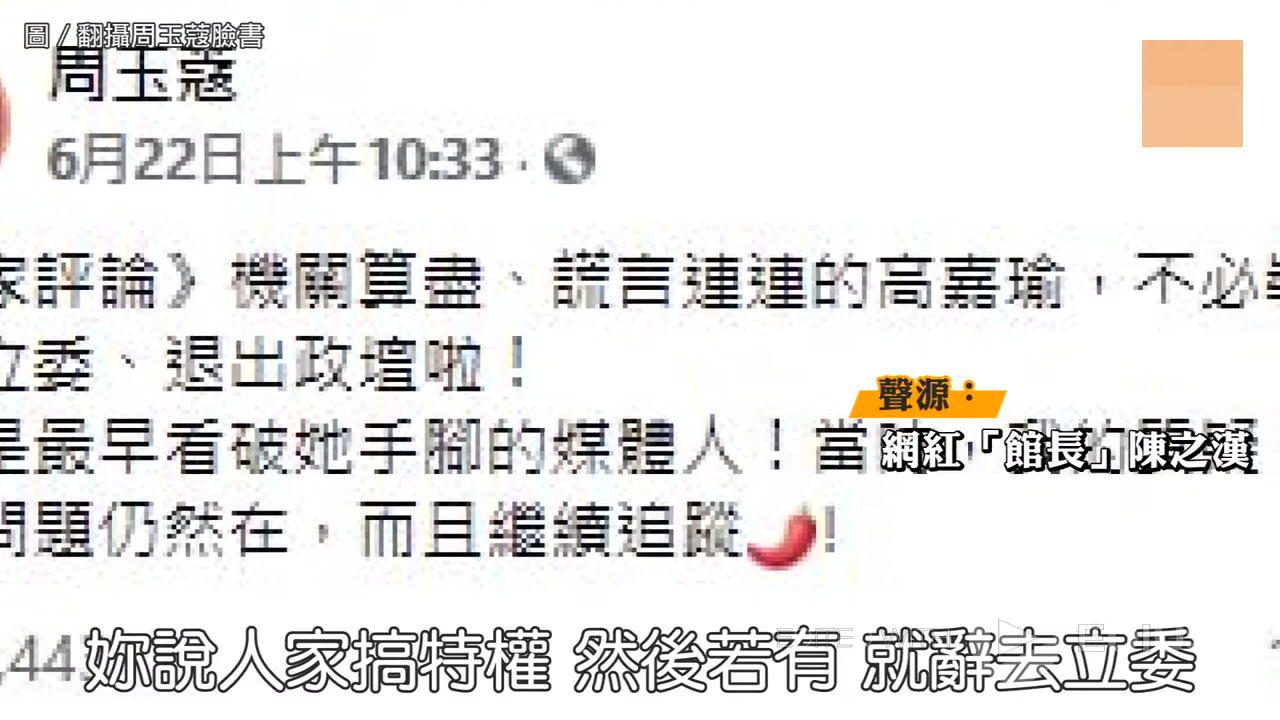 圖／翻攝周玉蔻臉書
周玉蔻
6月22日上午10:33 ·
家評論》機關算盡、謊言連連的高嘉瑜，不必
立委、退出政壇啦！
是最早看破她手腳的媒體人！當
問題仍然在，而且繼續追蹤🌶!
聲源：
網紅「館長」陳之漢
,44
妳說人家搞特權 然後若有 就辭去立委